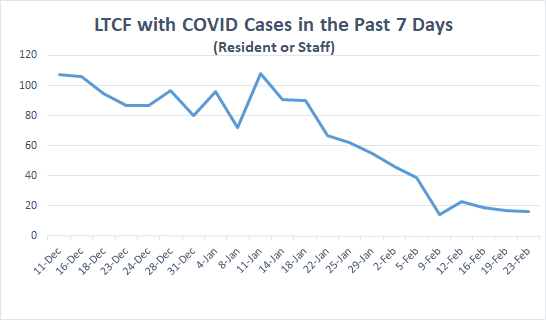 LTCF with COVID Cases in the Past 7 Days
(Resident or Staff)
120
100
80
60
40
20
0
11-Dec
16-Dec
18-Dec
23-Dec
24-Dec
28-Dec
31-Dec
4-Jan
8-Jan
11-Jan
14-Jan
18-Jan
22-Jan
25-Jan
29-Jan
2-Feb
5-Feb
9-Feb
12-Feb
16-Feb
19-Feb
23-Feb